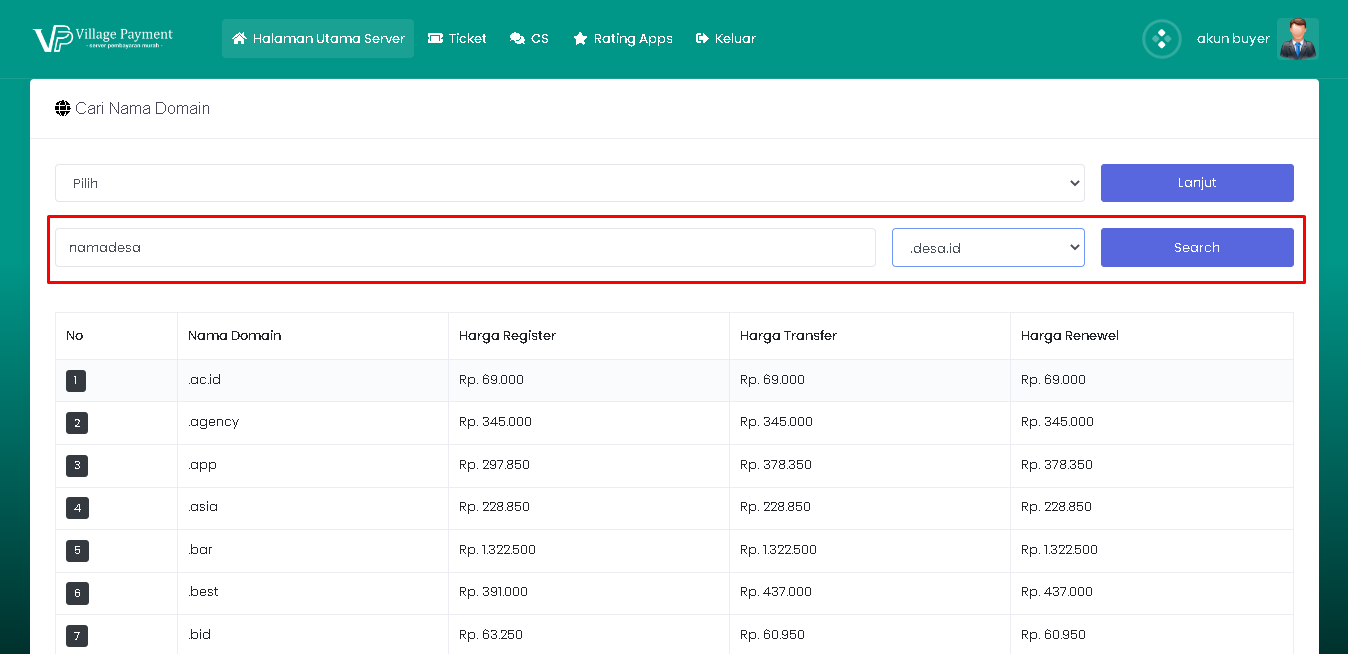 VP Village Payment
- server pembayaran murah -
Halaman Utama Server Ticket CS Rating Apps Keluar akun buyer
Cari Nama Domain
Pilih Lanjut
namadesa .desa.id Search
No Nama Domain Harga Register Harga Transfer Harga Renewel
1 .ac.id Rp. 69.000 Rp. 69.000 Rp. 69.000
2 .agency Rp. 345.000 Rp. 345.000 Rp. 345.000
3 .app Rp. 297.850 Rp. 378.350 Rp. 378.350
4 .asia Rp. 228.850 Rp. 228.850 Rp. 228.850
5 .bar Rp. 1.322.500 Rp. 1.322.500 Rp. 1.322.500
6 .best Rp. 391.000 Rp. 437.000 Rp. 437.000
7 .bid Rp. 63.250 Rp. 60.950 Rp. 60.950